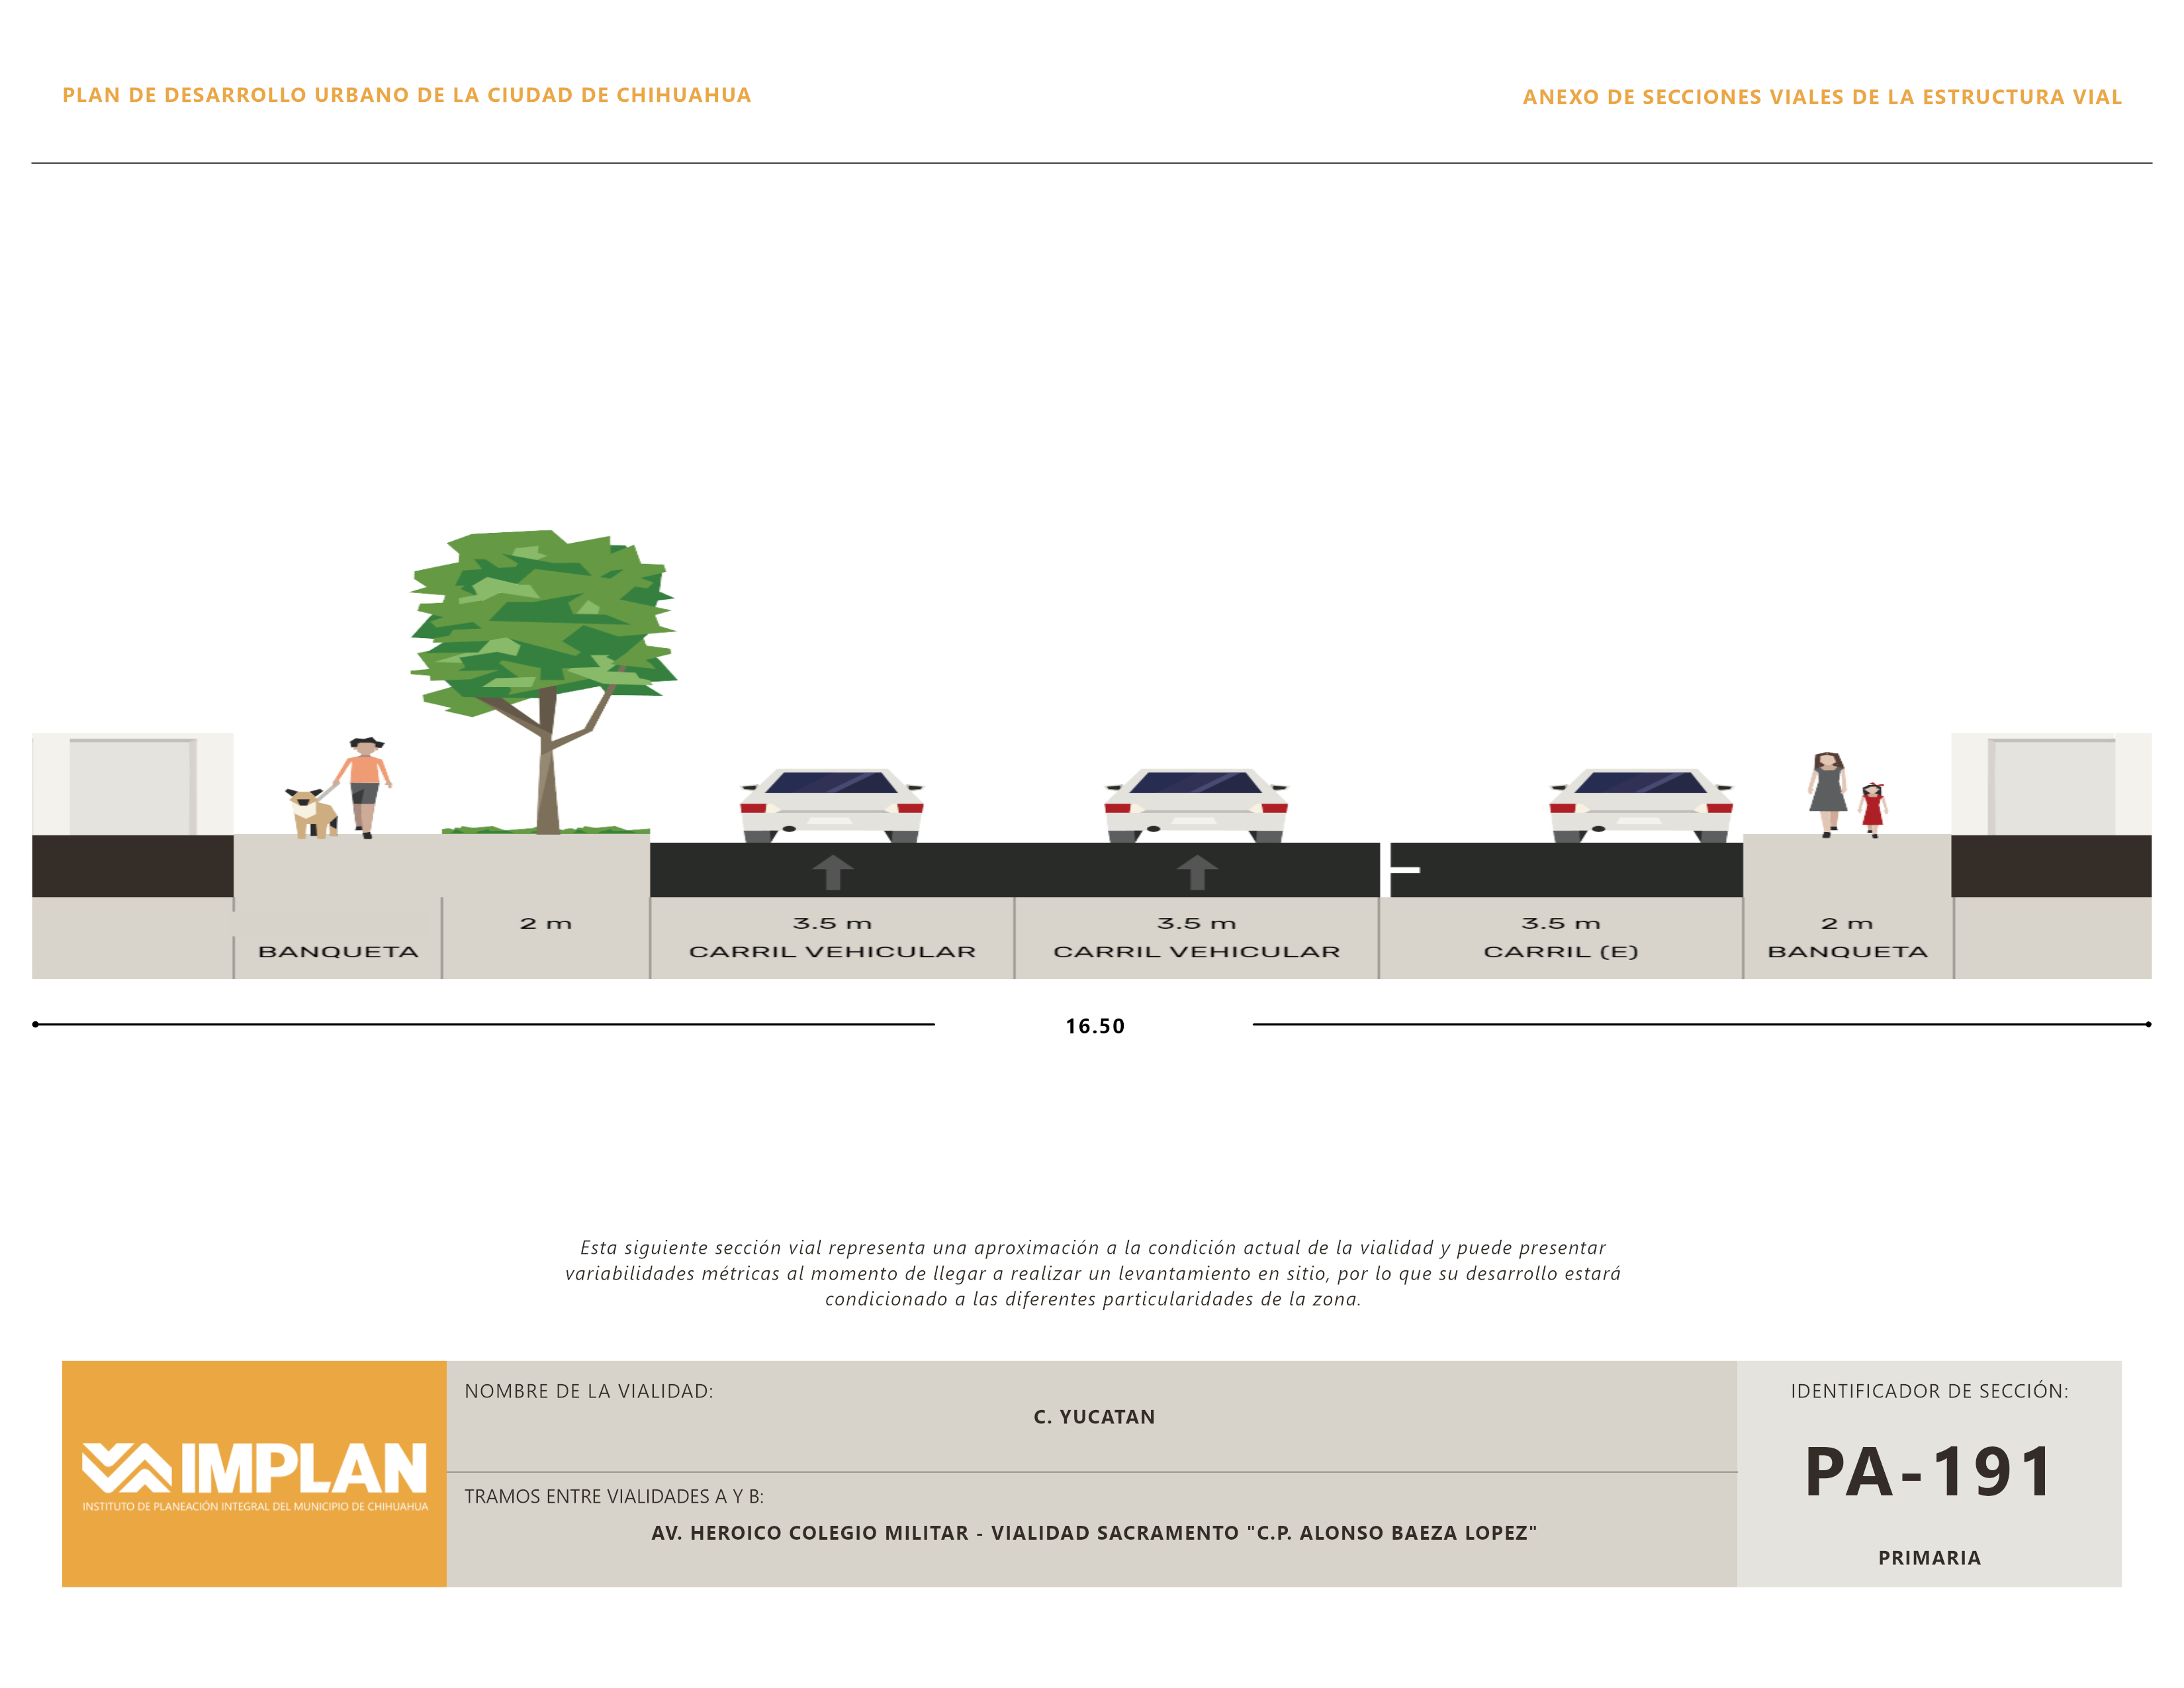 PLAN DE DESARROLLO URBANO DE LA CIUDAD DE CHIHUAHUA
ANEXO DE SECCIONES VIALES DE LA ESTRUCTURA VIAL
2 m 3.5 m 3.5 m 3.5 m 2 m
BANQUETA CARRIL VEHICULAR CARRIL VEHICULAR CARRIL (E) BANQUETA
16.50
Esta siguiente sección vial representa una aproximación a la condición actual de la vialidad y puede presentar
variabilidades métricas al momento de llegar a realizar un levantamiento en sitio, por lo que su desarrollo estará
condicionado a las diferentes particularidades de la zona.
IMPLAN
INSTITUTO DE PLANEACIÓN INTEGRAL DEL MUNICIPIO DE CHIHUAHUA
NOMBRE DE LA VIALIDAD:
C. YUCATAN
TRAMOS ENTRE VIALIDADES A Y B:
AV. HEROICO COLEGIO MILITAR - VIALIDAD SACRAMENTO "C.P. ALONSO BAEZA LOPEZ"
IDENTIFICADOR DE SECCIÓN:
PA-191
PRIMARIA